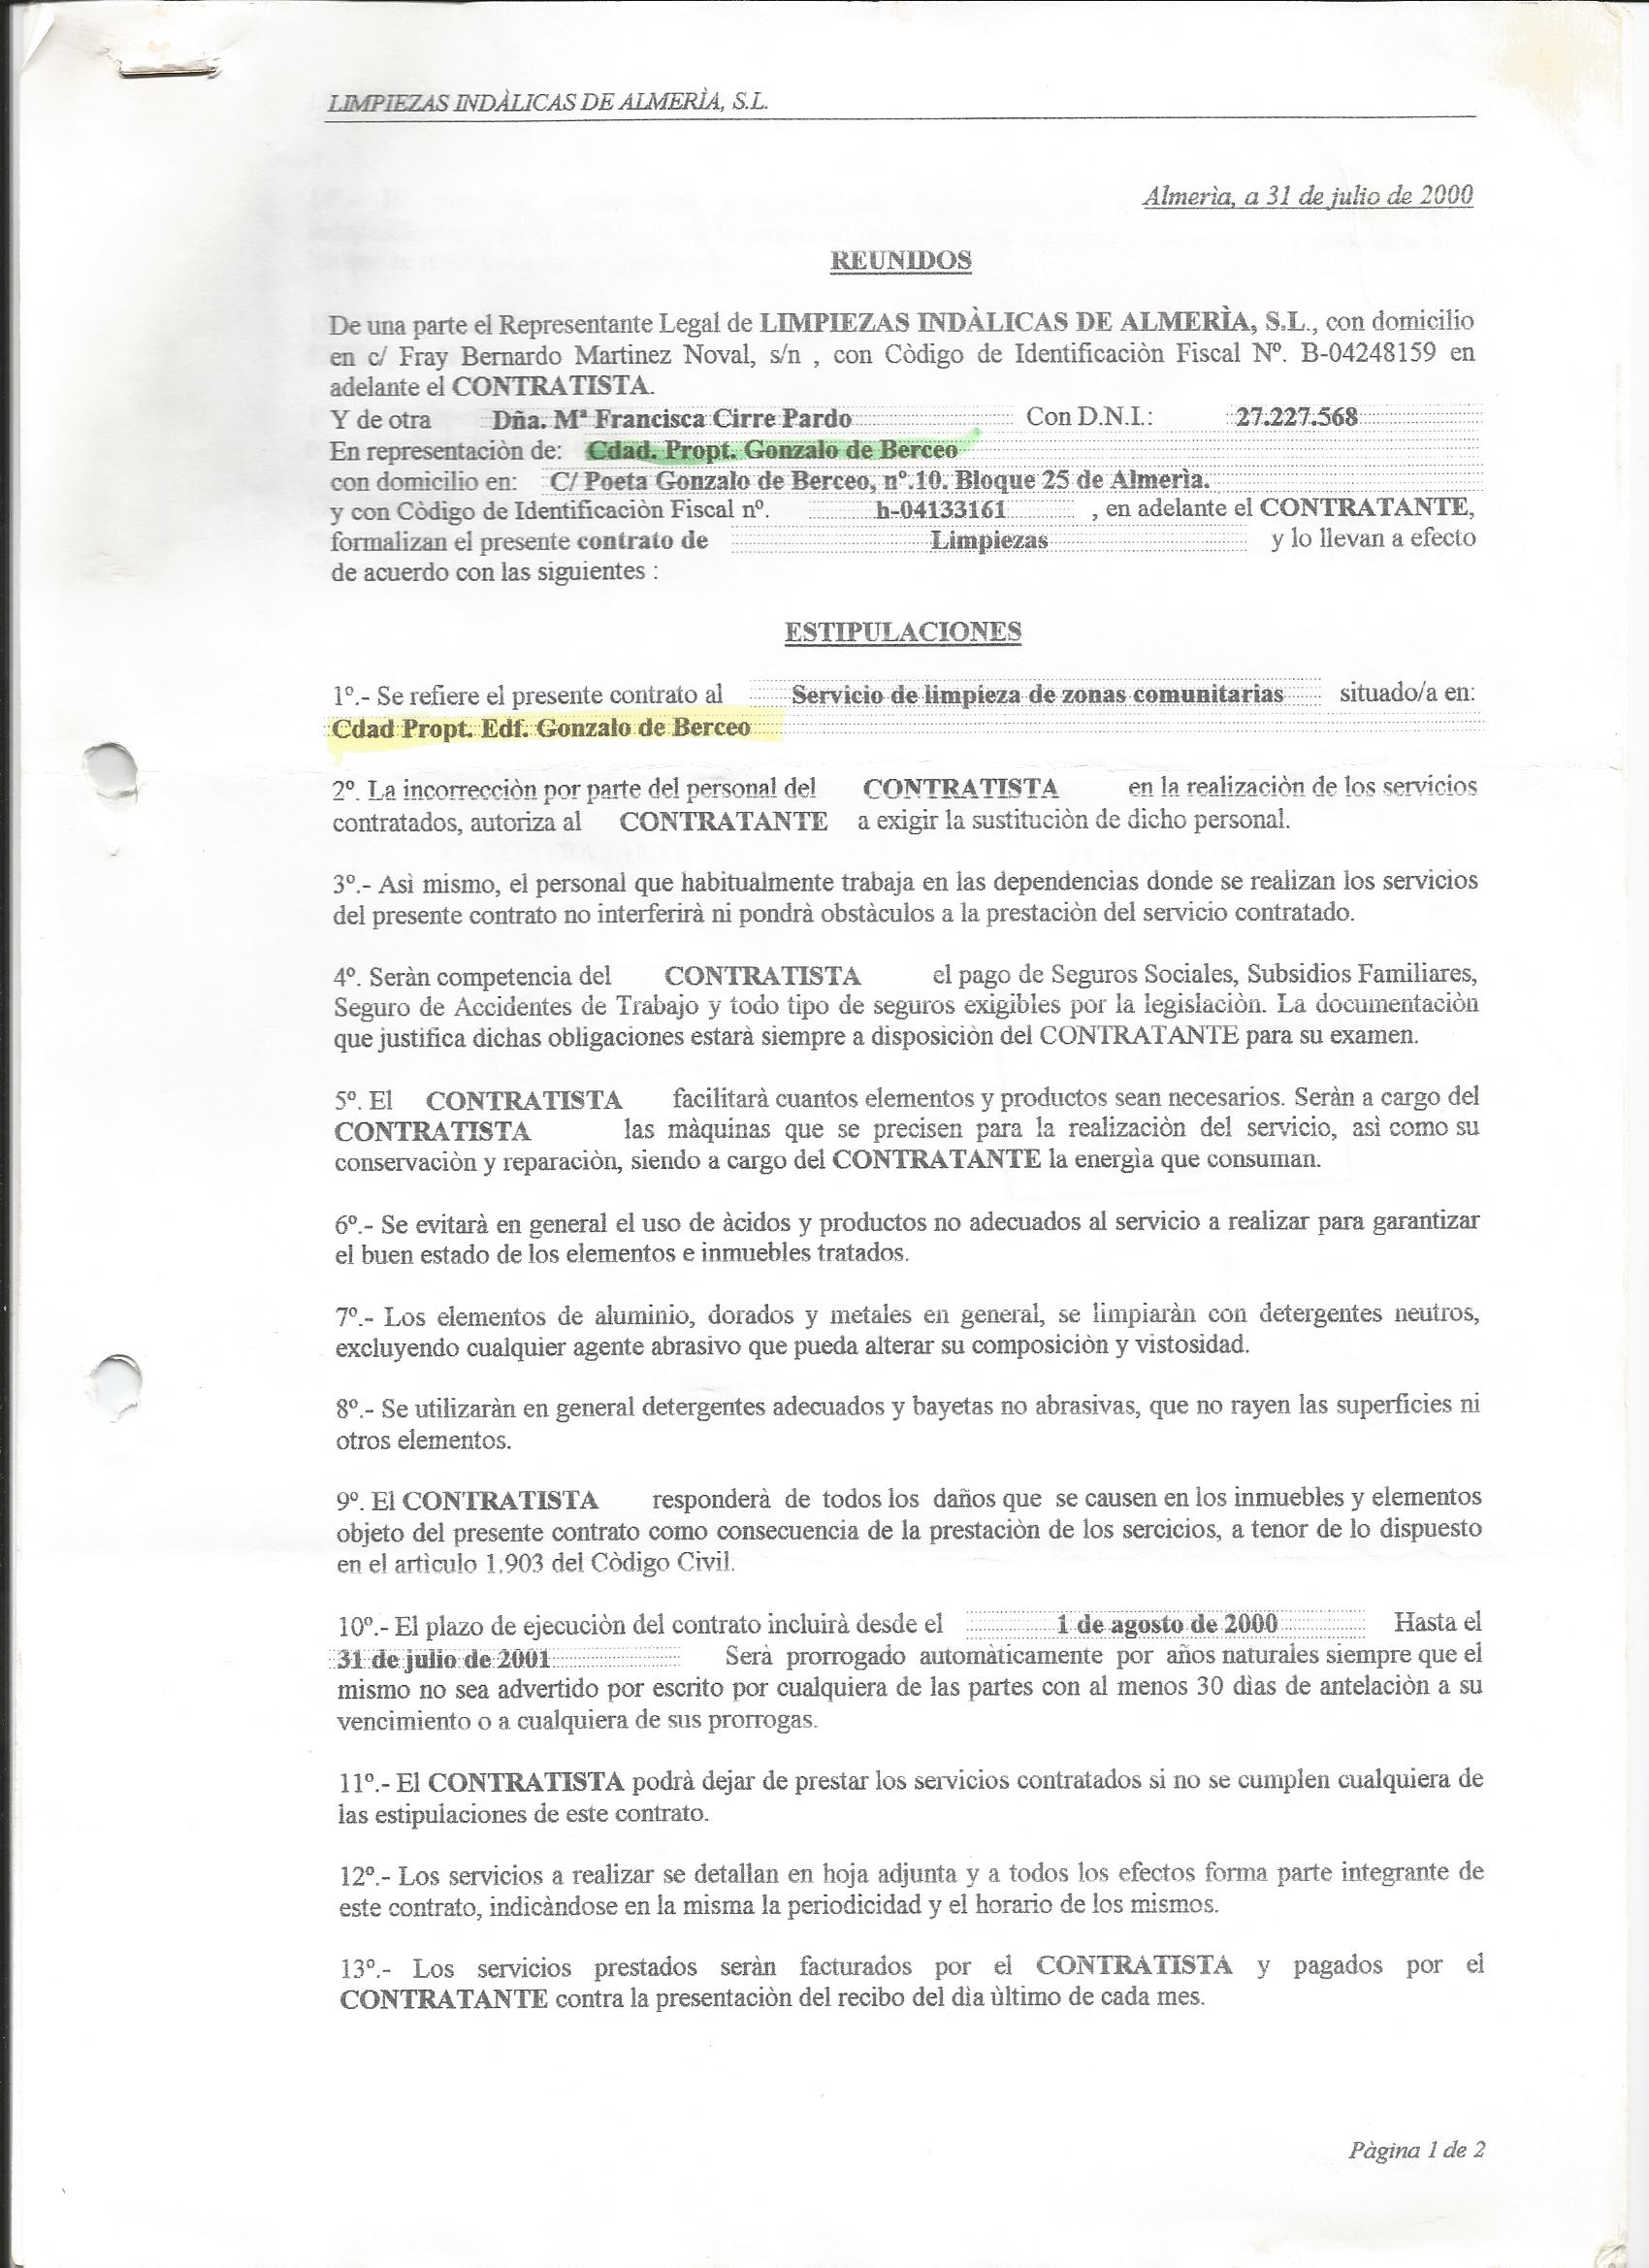 LIMPIEZAS INDÀLICAS DE ALMERÌA, S.L.
Almerìa, a 31 de julio de 2000
REUNIDOS
De una parte el Representante Legal de LIMPIEZAS INDÀLICAS DE ALMERÌA, S.L., con domicilio
en c/ Fray Bernardo Martinez Noval, s/n , con Còdigo de Identificaciòn Fiscal Nº. B-04248159 en
adelante el CONTRATISTA.
Y de otra Dña. Mª Francisca Cirre Pardo Con D.N.I.: 27.227.568
En representaciòn de: Cdad. Propt. Gonzalo de Berceo
con domicilio en: C/ Poeta Gonzalo de Berceo, nº.10. Bloque 25 de Almerìa.
y con Còdigo de Identificaciòn Fiscal nº. h-04133161 , en adelante el CONTRATANTE,
formalizan el presente contrato de Limpiezas y lo llevan a efecto
de acuerdo con las siguientes :
ESTIPULACIONES
1º.- Se refiere el presente contrato al Servicio de limpieza de zonas comunitarias situado/a en:
Cdad Propt. Edf. Gonzalo de Berceo
2º. La incorrecciòn por parte del personal del CONTRATISTA en la realizaciòn de los servicios
contratados, autoriza al CONTRATANTE a exigir la sustituciòn de dicho personal.
3º.- Asì mismo, el personal que habitualmente trabaja en las dependencias donde se realizan los servicios
del presente contrato no interferirà ni pondrà obstàculos a la prestaciòn del servicio contratado.
4º. Seràn competencia del CONTRATISTA el pago de Seguros Sociales, Subsidios Familiares,
Seguro de Accidentes de Trabajo y todo tipo de seguros exigibles por la legislaciòn. La documentaciòn
que justifica dichas obligaciones estarà siempre a disposiciòn del CONTRATANTE para su examen.
5º. El CONTRATISTA facilitarà cuantos elementos y productos sean necesarios. Seràn a cargo del
CONTRATISTA las màquinas que se precisen para la realizaciòn del servicio, asì como su
conservaciòn y reparaciòn, siendo a cargo del CONTRATANTE la energìa que consuman.
6º.- Se evitarà en general el uso de àcidos y productos no adecuados al servicio a realizar para garantizar
el buen estado de los elementos e inmuebles tratados.
7º.- Los elementos de aluminio, dorados y metales en general, se limpiaràn con detergentes neutros,
excluyendo cualquier agente abrasivo que pueda alterar su composiciòn y vistosidad.
8º.- Se utilizaràn en general detergentes adecuados y bayetas no abrasivas, que no rayen las superficies ni
otros elementos.
9º. El CONTRATISTA responderà de todos los daños que se causen en los inmuebles y elementos
objeto del presente contrato como consecuencia de la prestaciòn de los sercicios, a tenor de lo dispuesto
en el artìculo 1.903 del Còdigo Civil.
10º.- El plazo de ejecuciòn del contrato incluirà desde el 1 de agosto de 2000 Hasta el
31 de julio de 2001 Serà prorrogado automàticamente por años naturales siempre que el
mismo no sea advertido por escrito por cualquiera de las partes con al menos 30 dìas de antelaciòn a su
vencimiento o a cualquiera de sus prorrogas.
11º.- El CONTRATISTA podrà dejar de prestar los servicios contratados si no se cumplen cualquiera de
las estipulaciones de este contrato.
12º.- Los servicios a realizar se detallan en hoja adjunta y a todos los efectos forma parte integrante de
este contrato, indicàndose en la misma la periodicidad y el horario de los mismos.
13º.- Los servicios prestados seràn facturados por el CONTRATISTA y pagados por el
CONTRATANTE contra la presentaciòn del recibo del dìa ùltimo de cada mes.
Pàgina 1 de 2